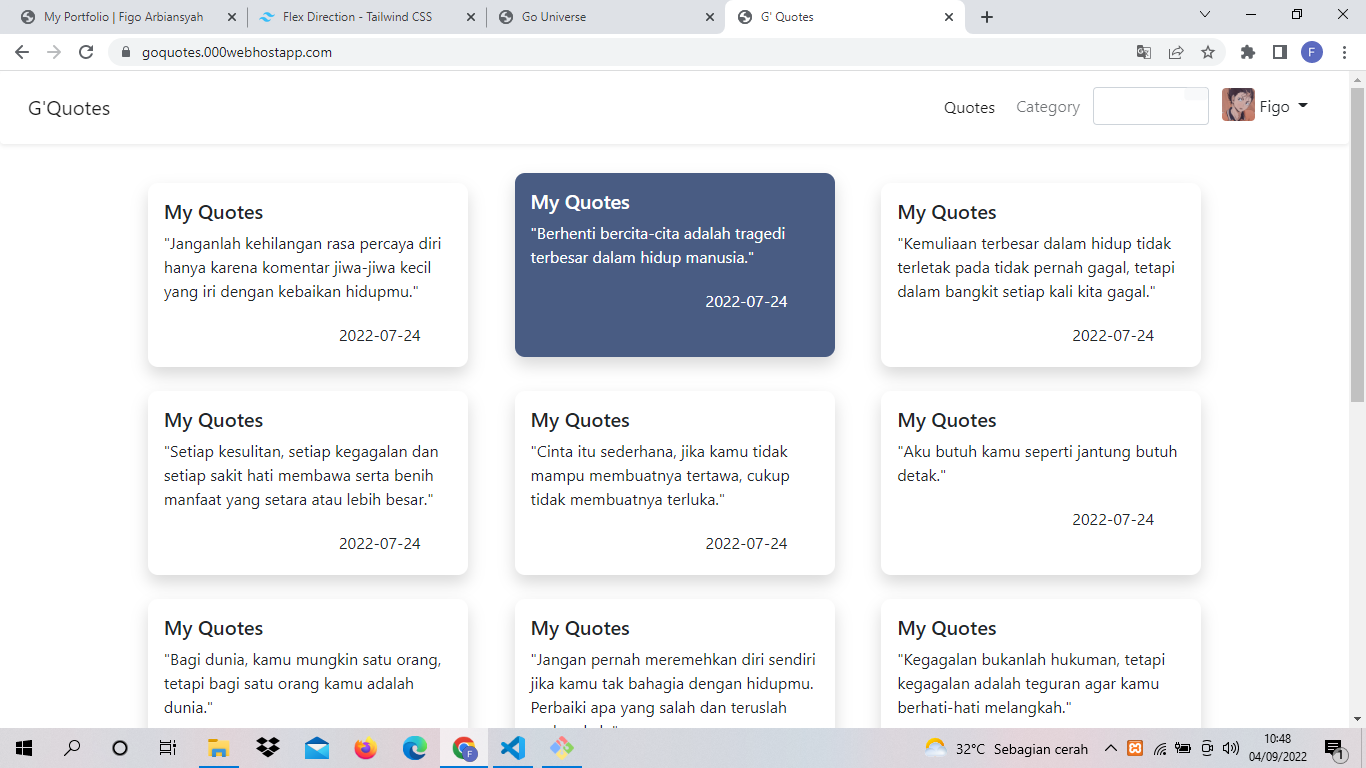 My Portfolio | Figo Arbiansyah
Flex Direction - Tailwind CSS
Go Universe
G' Quotes
goquotes.000webhostapp.com
F
G'Quotes
Quotes
Category
Figo
My Quotes
"Janganlah kehilangan rasa percaya diri
hanya karena komentar jiwa-jiwa kecil
yang iri dengan kebaikan hidupmu."
2022-07-24
My Quotes
"Berhenti bercita-cita adalah tragedi
terbesar dalam hidup manusia."
2022-07-24
My Quotes
"Kemuliaan terbesar dalam hidup tidak
terletak pada tidak pernah gagal, tetapi
dalam bangkit setiap kali kita gagal."
2022-07-24
My Quotes
"Setiap kesulitan, setiap kegagalan dan
setiap sakit hati membawa serta benih
manfaat yang setara atau lebih besar."
2022-07-24
My Quotes
"Cinta itu sederhana, jika kamu tidak
mampu membuatnya tertawa, cukup
tidak membuatnya terluka."
2022-07-24
My Quotes
"Aku butuh kamu seperti jantung butuh
detak."
2022-07-24
My Quotes
"Bagi dunia, kamu mungkin satu orang,
tetapi bagi satu orang kamu adalah
dunia."
My Quotes
"Jangan pernah meremehkan diri sendiri
jika kamu tak bahagia dengan hidupmu.
Perbaiki apa yang salah dan teruslah
My Quotes
"Kegagalan bukanlah hukuman, tetapi
kegagalan adalah teguran agar kamu
berhati-hati melangkah."
F
32°C Sebagian cerah
10:48
04/09/2022
1